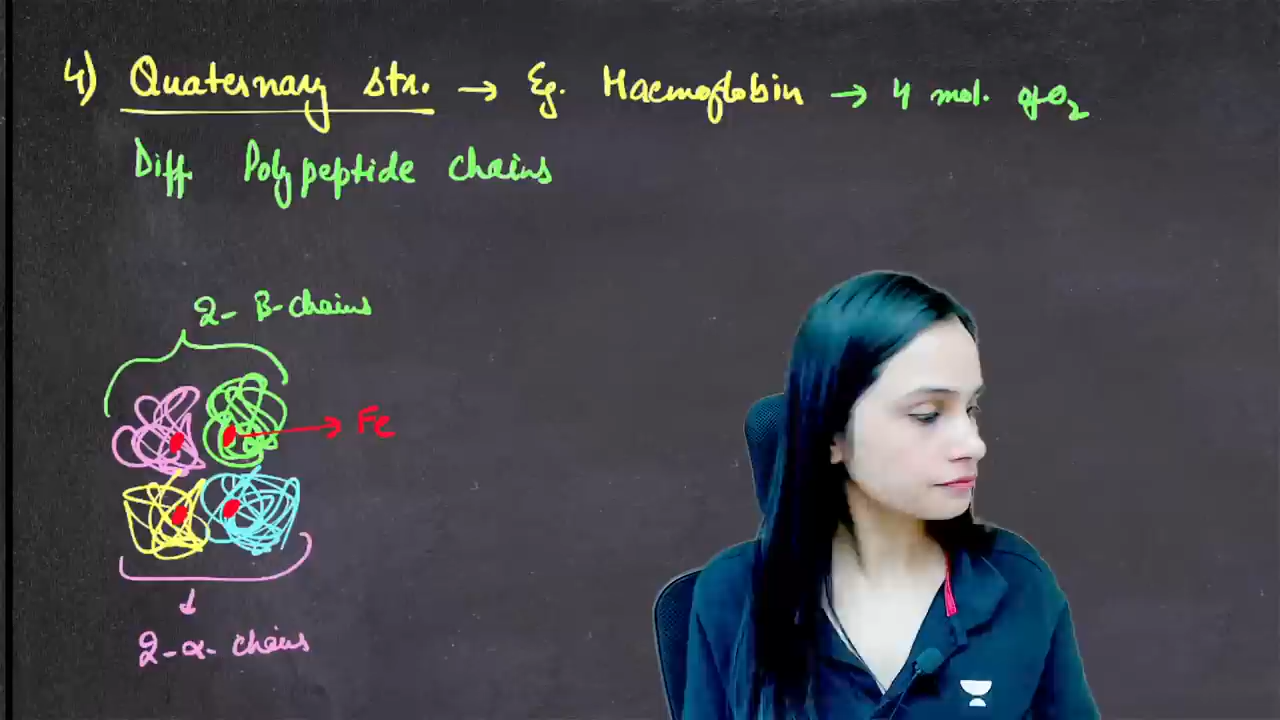 4) Quaternary str. → Eg. Haemoglobin → 4 mol. of O2
Diff. Polypeptide chains
2-β-chains
Fe
2-α-chains